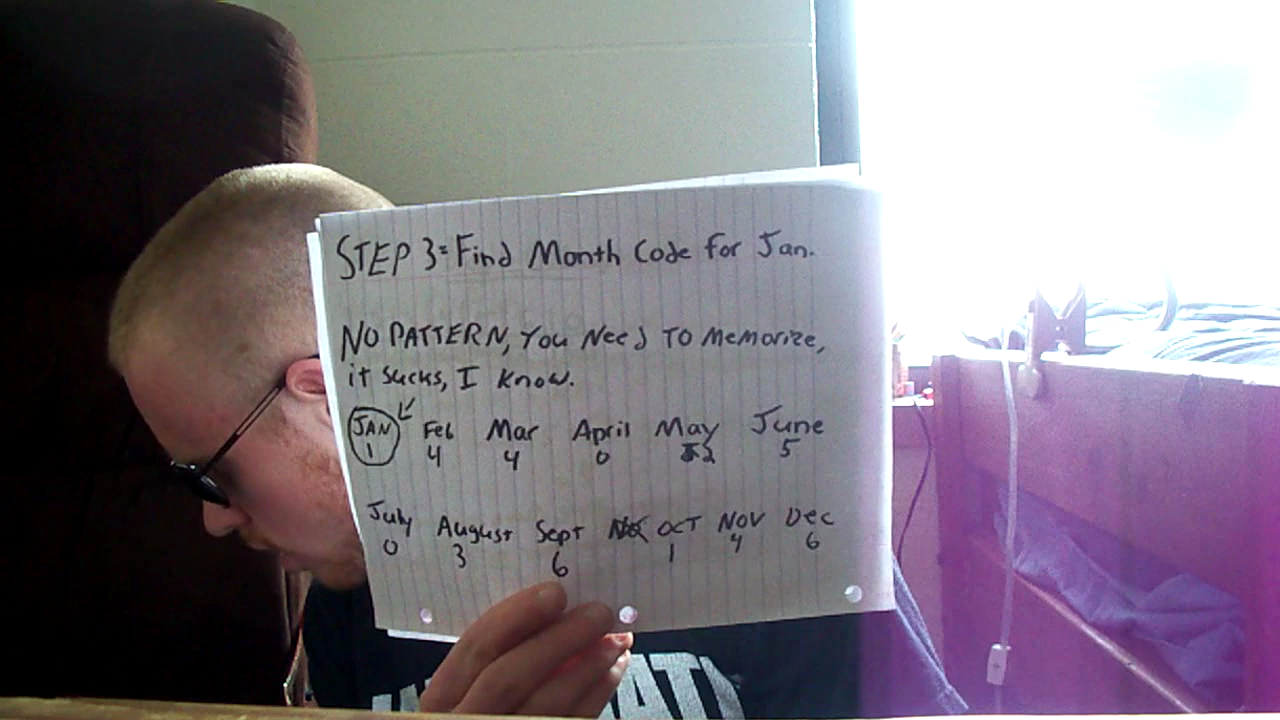 STEP 3= Find Month Code for Jan.
NO PATTERN, You Need To Memorize,
it sucks, I know.
JAN Feb Mar April May June
1 4 4 0 2 5
July August Sept OCT NOV Dec
0 3 6 1 4 6